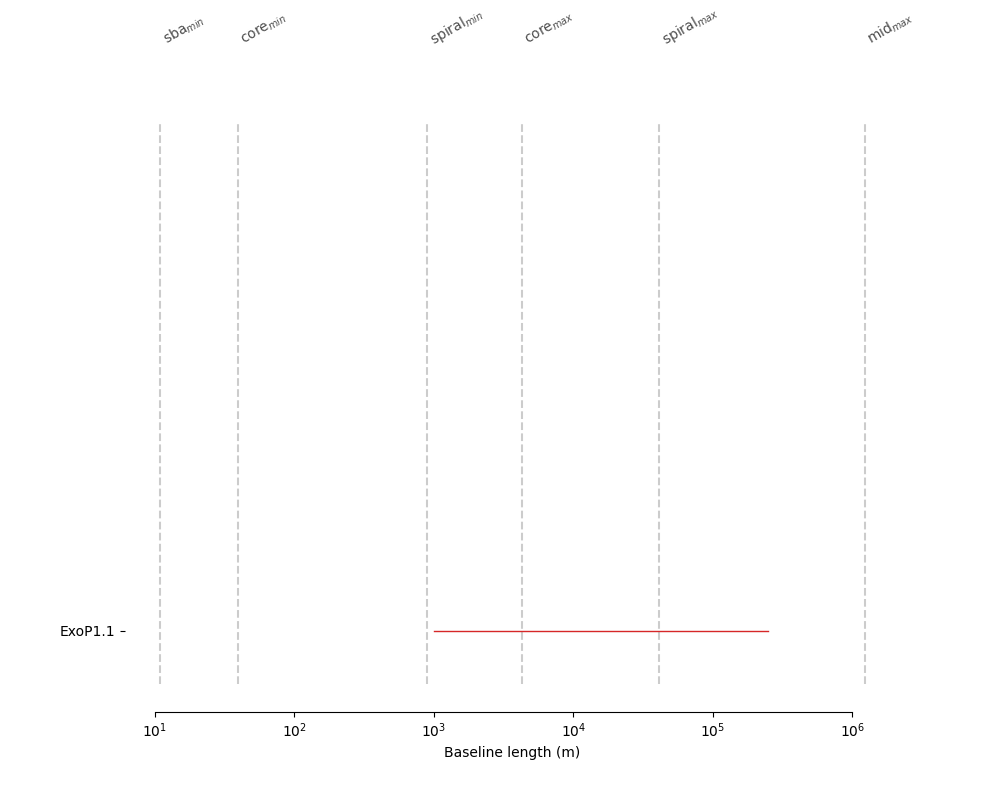 sba_min core_min spiral_min core_max spiral_max mid_max
ExoP1.1
10^1 10^2 10^3 10^4 10^5 10^6
Baseline length (m)